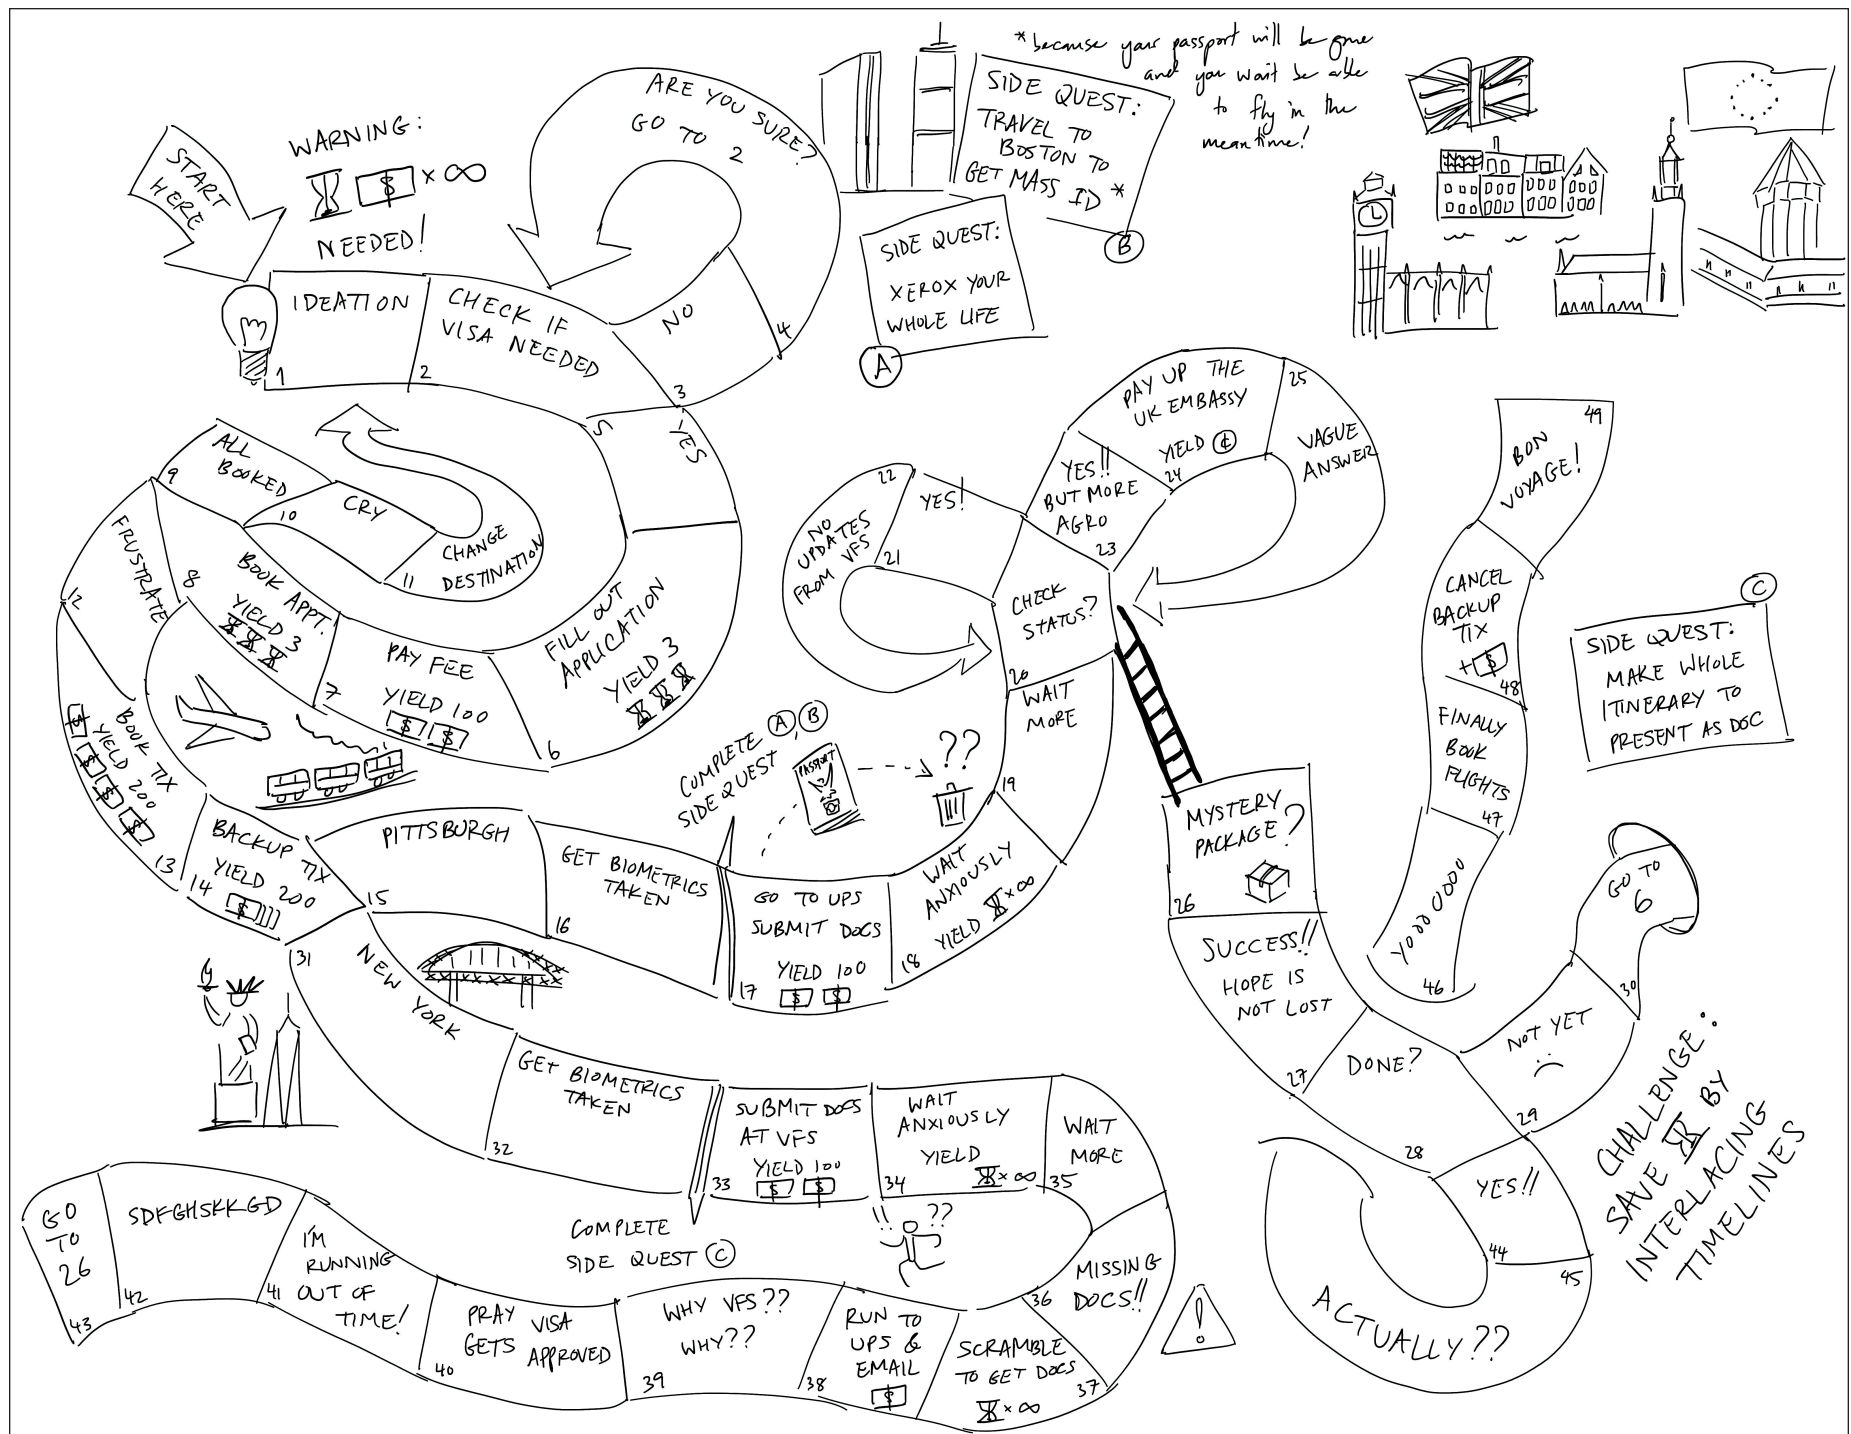 START
HERE
WARNING:
$ × ∞
NEEDED!
ARE YOU SURE?
GO TO
2
SIDE QUEST:
TRAVEL TO
BOSTON TO
GET MASS
ID *
B
*because your passport will be gone
and you won't be able
to fly in the
meantime!
SIDE QUEST:
XEROX YOUR
WHOLE LIFE
A
IDEATION
1
CHECK IF
VISA NEEDED
2
NO
3
4
YES
5
FILL OUT
APPLICATION
YIELD 3
6
PAY FEE
YIELD 100
$ $
7
BOOK APPT.
YIELD 3
8
ALL
BOOKED
9
CRY
10
CHANGE
DESTINATION
11
FRUSTRATE
12
BOOK TIX
YIELD 200
$ $ $ $
13
BACKUP TIX
YIELD 200
$
14
PITTSBURGH
15
GET BIOMETRICS
TAKEN
16
COMPLETE A, B
SIDE QUEST
PASSPORT
??
GO TO UPS
SUBMIT DOCS
YIELD 100
$ $
17
WAIT
ANXIOUSLY
YIELD × ∞
18
WAIT
MORE
19
CHECK
STATUS?
20
NO
UPDATES
FROM VFS
21
YES!
22
YES!!
BUT MORE
AGRO
23
PAY UP THE
UK EMBASSY
YIELD ¢
24
VAGUE
ANSWER
25
MYSTERY
PACKAGE?
26
SUCCESS!!
HOPE IS
NOT LOST
27
DONE?
28
NOT YET
29
GO TO
6
30
NEW
YORK
31
GET BIOMETRICS
TAKEN
32
COMPLETE
SIDE QUEST C
SUBMIT DOCS
AT VFS
YIELD 100
$ $
33
WAIT
ANXIOUSLY
YIELD
× ∞
34
WAIT
MORE
35
!! ??
MISSING
DOCS!!
36
!
SCRAMBLE
TO GET DOCS
× ∞
37
RUN TO
UPS &
EMAIL
$
38
WHY VFS??
WHY??
39
PRAY VISA
GETS APPROVED
40
I'M
RUNNING
OUT OF
TIME!
41
SDFGHSKKGD
42
GO
TO
26
43
YES!!
44
ACTUALLY??
45
YOOOOOOO
46
FINALLY
BOOK
FLIGHTS
47
CANCEL
BACKUP
TIX
+$
48
BON
VOYAGE!
49
C
SIDE QUEST:
MAKE WHOLE
ITINERARY TO
PRESENT AS DOC
CHALLENGE:
SAVE BY
INTERLACING
TIMELINES